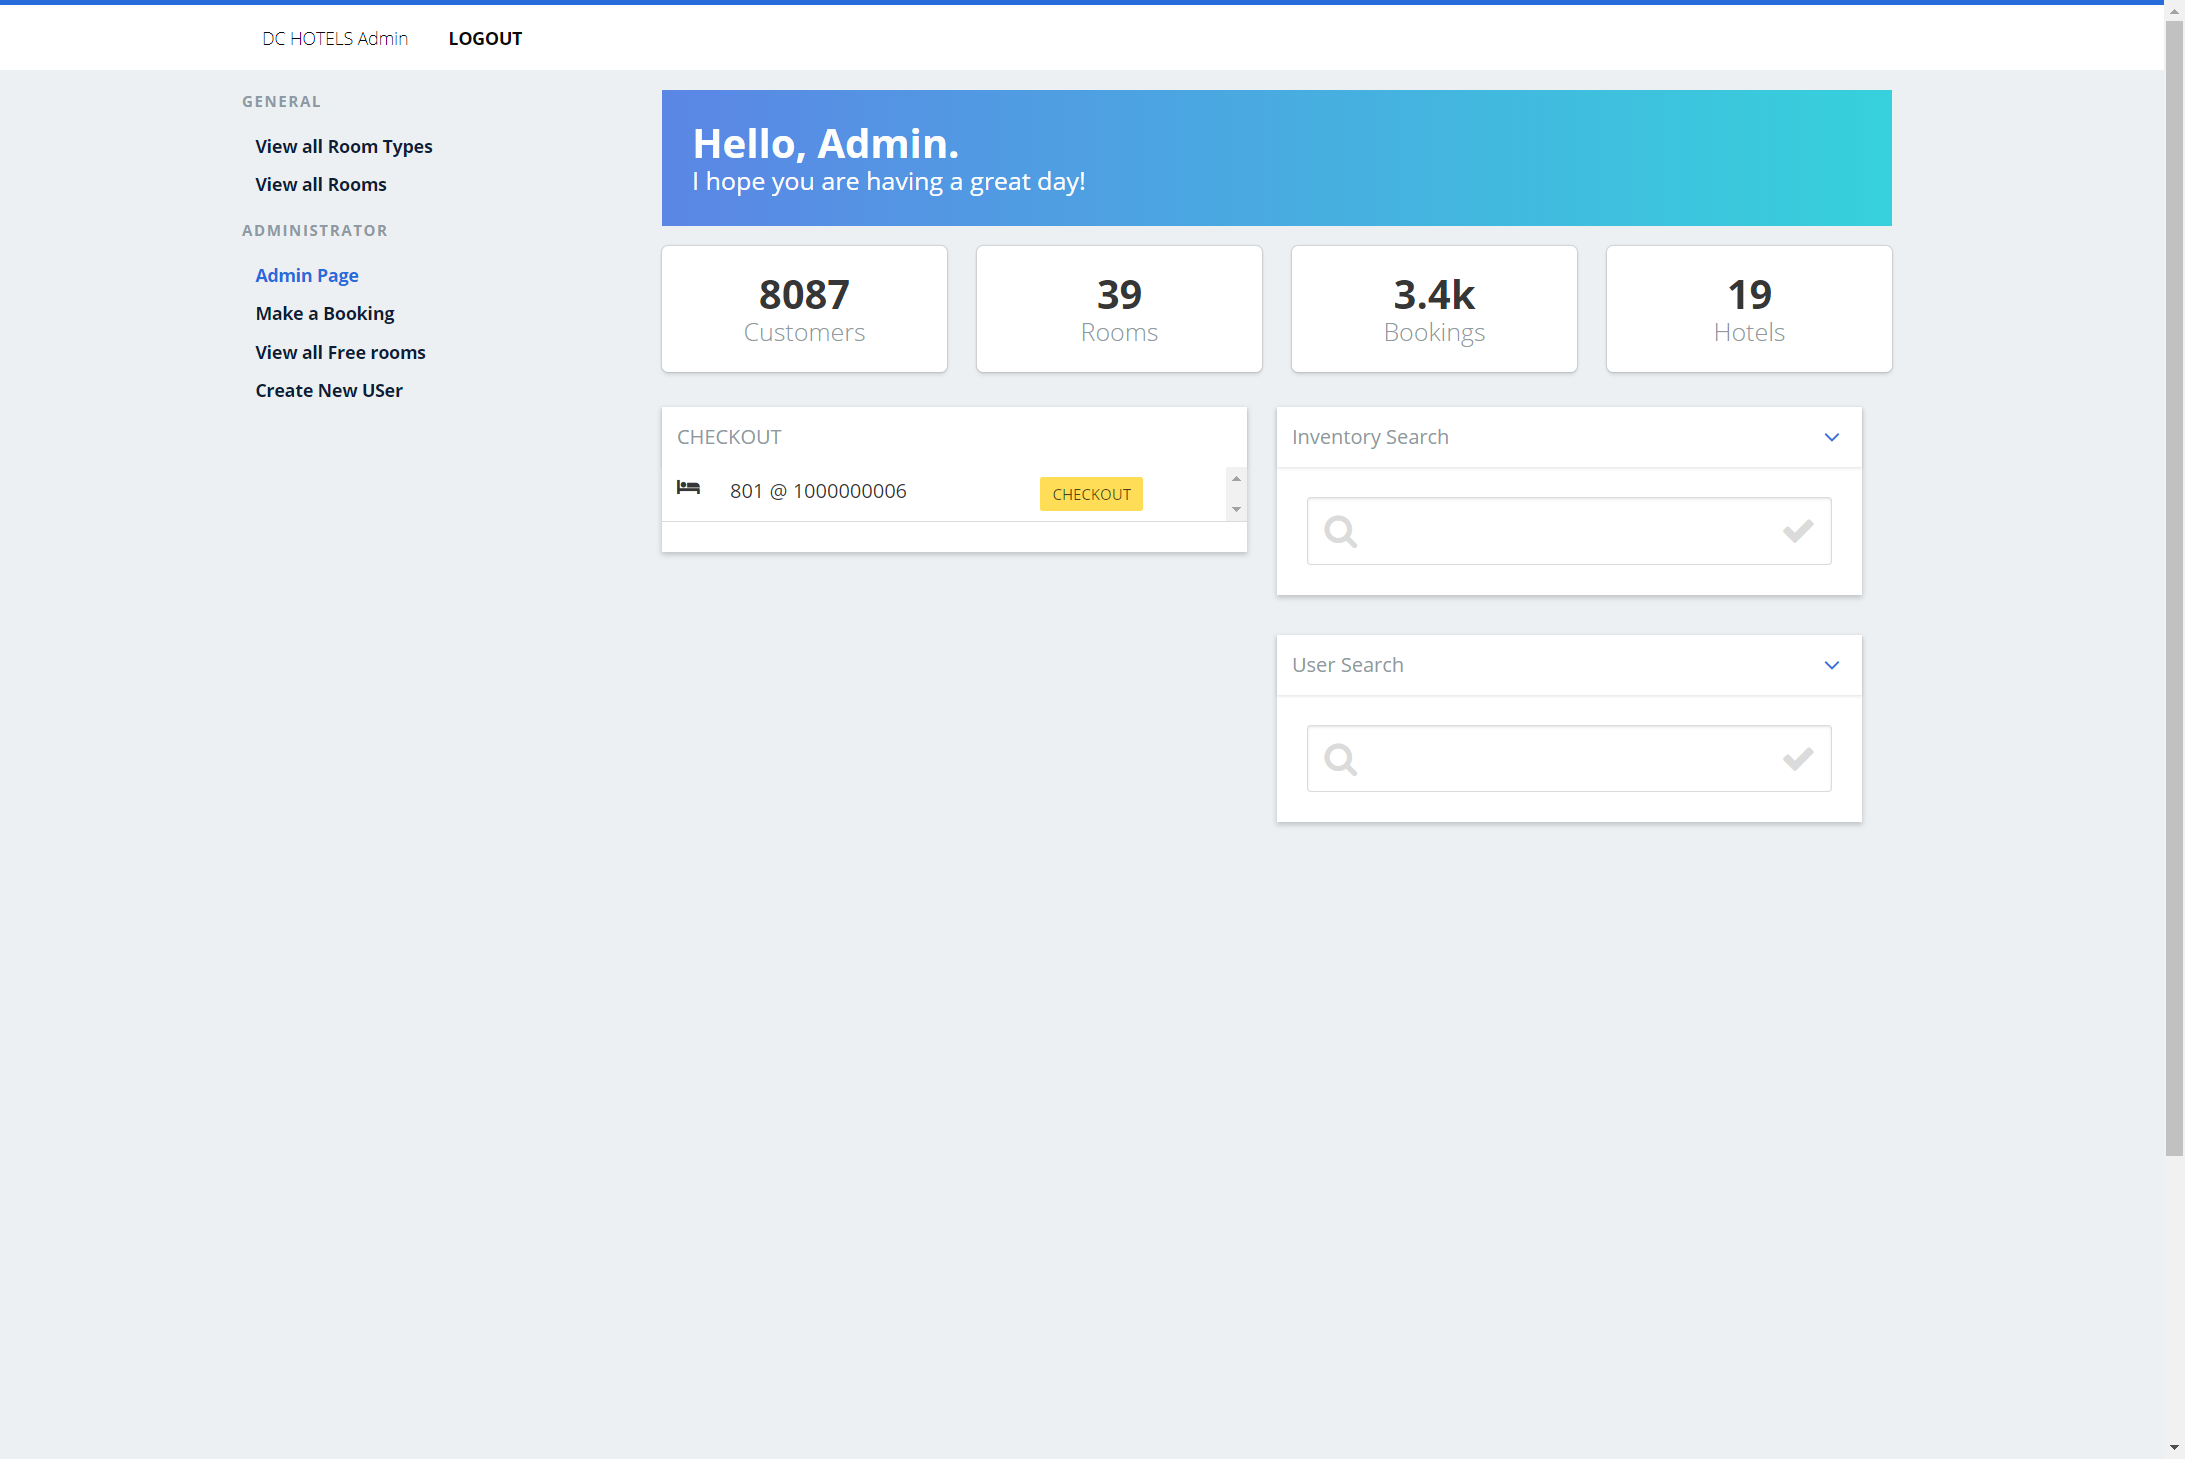 DC HOTELS Admin LOGOUT
GENERAL
View all Room Types
View all Rooms
ADMINISTRATOR
Admin Page
Make a Booking
View all Free rooms
Create New USer
Hello, Admin.
I hope you are having a great day!
8087
Customers
39
Rooms
3.4k
Bookings
19
Hotels
CHECKOUT
801 @ 1000000006 CHECKOUT
Inventory Search
User Search